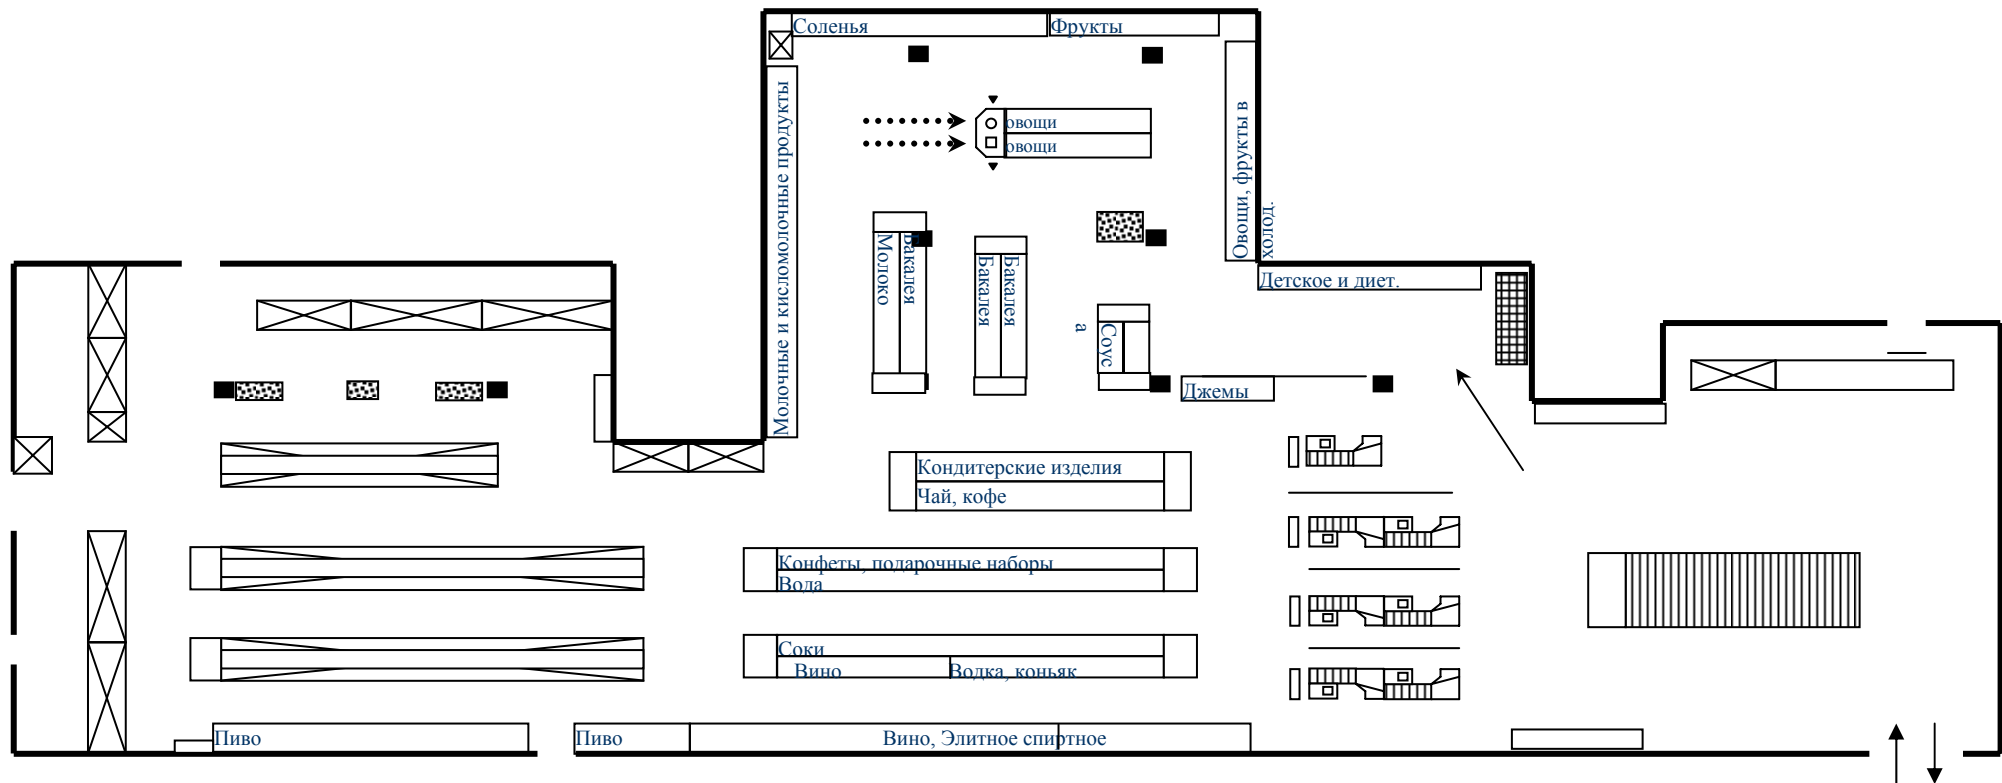 Соленья
Фрукты
Молочные и кисломолочные продукты
овощи
овощи
Овощи, фрукты в
холод.
Молоко
Бакалея
Бакалея
Бакалея
Соус
а
Детское и диет.
Джемы
Кондитерские изделия
Чай, кофе
Конфеты, подарочные наборы
Вода
Соки
Вино
Водка, коньяк
Пиво
Пиво
Вино, Элитное спиртное